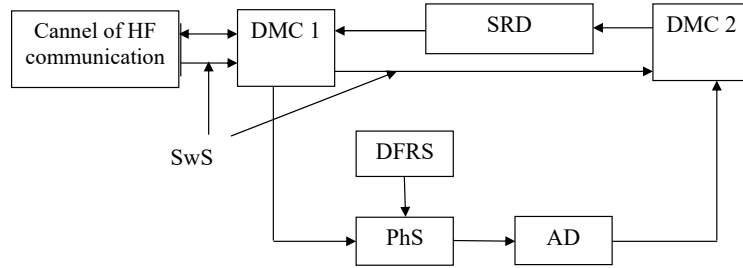 Cannel of HF
communication
DMC 1
SRD
DMC 2
SwS
DFRS
PhS
AD